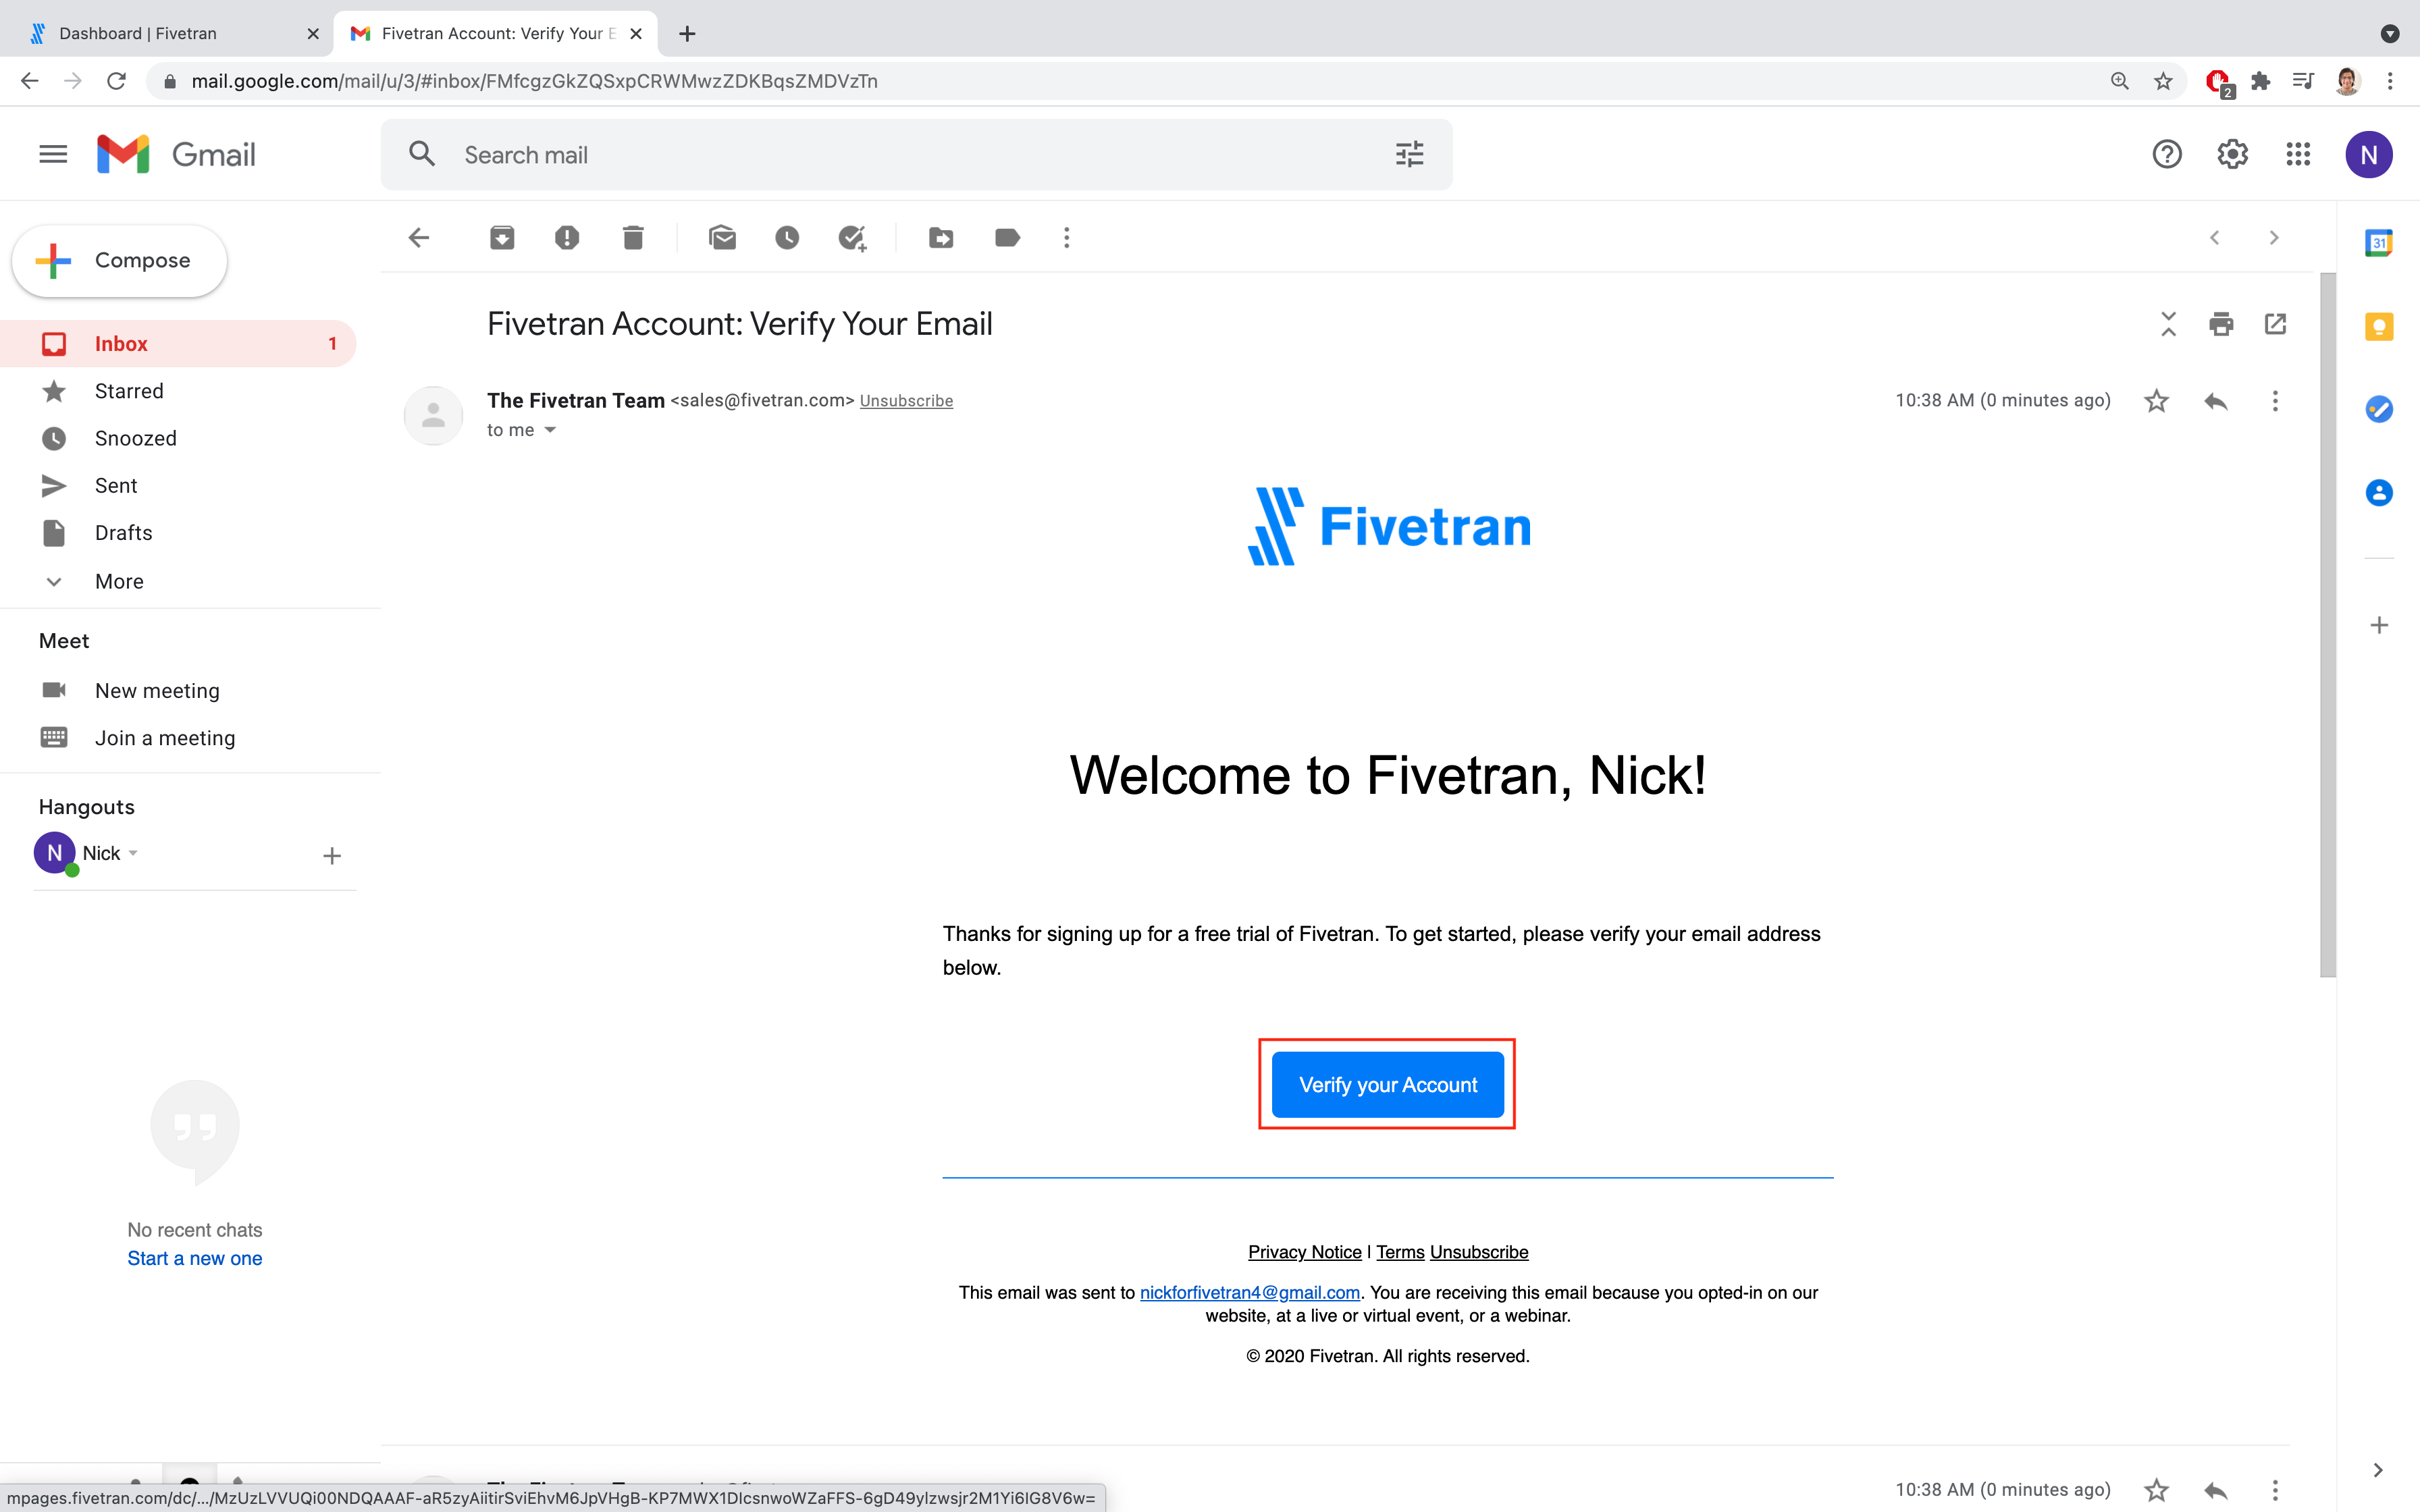 Dashboard | Fivetran
Fivetran Account: Verify Your E
mail.google.com/mail/u/3/#inbox/FMfcgzGkZQSxpCRWMwzZDKBqsZMDVzTn
2
Gmail
Search mail
N
Compose
31
Fivetran Account: Verify Your Email
Inbox 1
The Fivetran Team <sales@fivetran.com> Unsubscribe
10:38 AM (0 minutes ago)
to me
Starred
Snoozed
Sent
Drafts
More
Fivetran
Meet
New meeting
Join a meeting
Welcome to Fivetran, Nick!
Hangouts
N Nick
Thanks for signing up for a free trial of Fivetran. To get started, please verify your email address
below.
Verify your Account
No recent chats
Start a new one
Privacy Notice | Terms Unsubscribe
This email was sent to nickforfivetran4@gmail.com. You are receiving this email because you opted-in on our
website, at a live or virtual event, or a webinar.
© 2020 Fivetran. All rights reserved.
10:38 AM (0 minutes ago)
mpages.fivetran.com/dc/.../MzUzLVVUQi00NDQAAAF-aR5zyAiitirSviEhvM6JpVHgB-KP7MWX1DlcsnwoWZaFFS-6gD49ylzwsjr2M1Yi6lG8V6w=